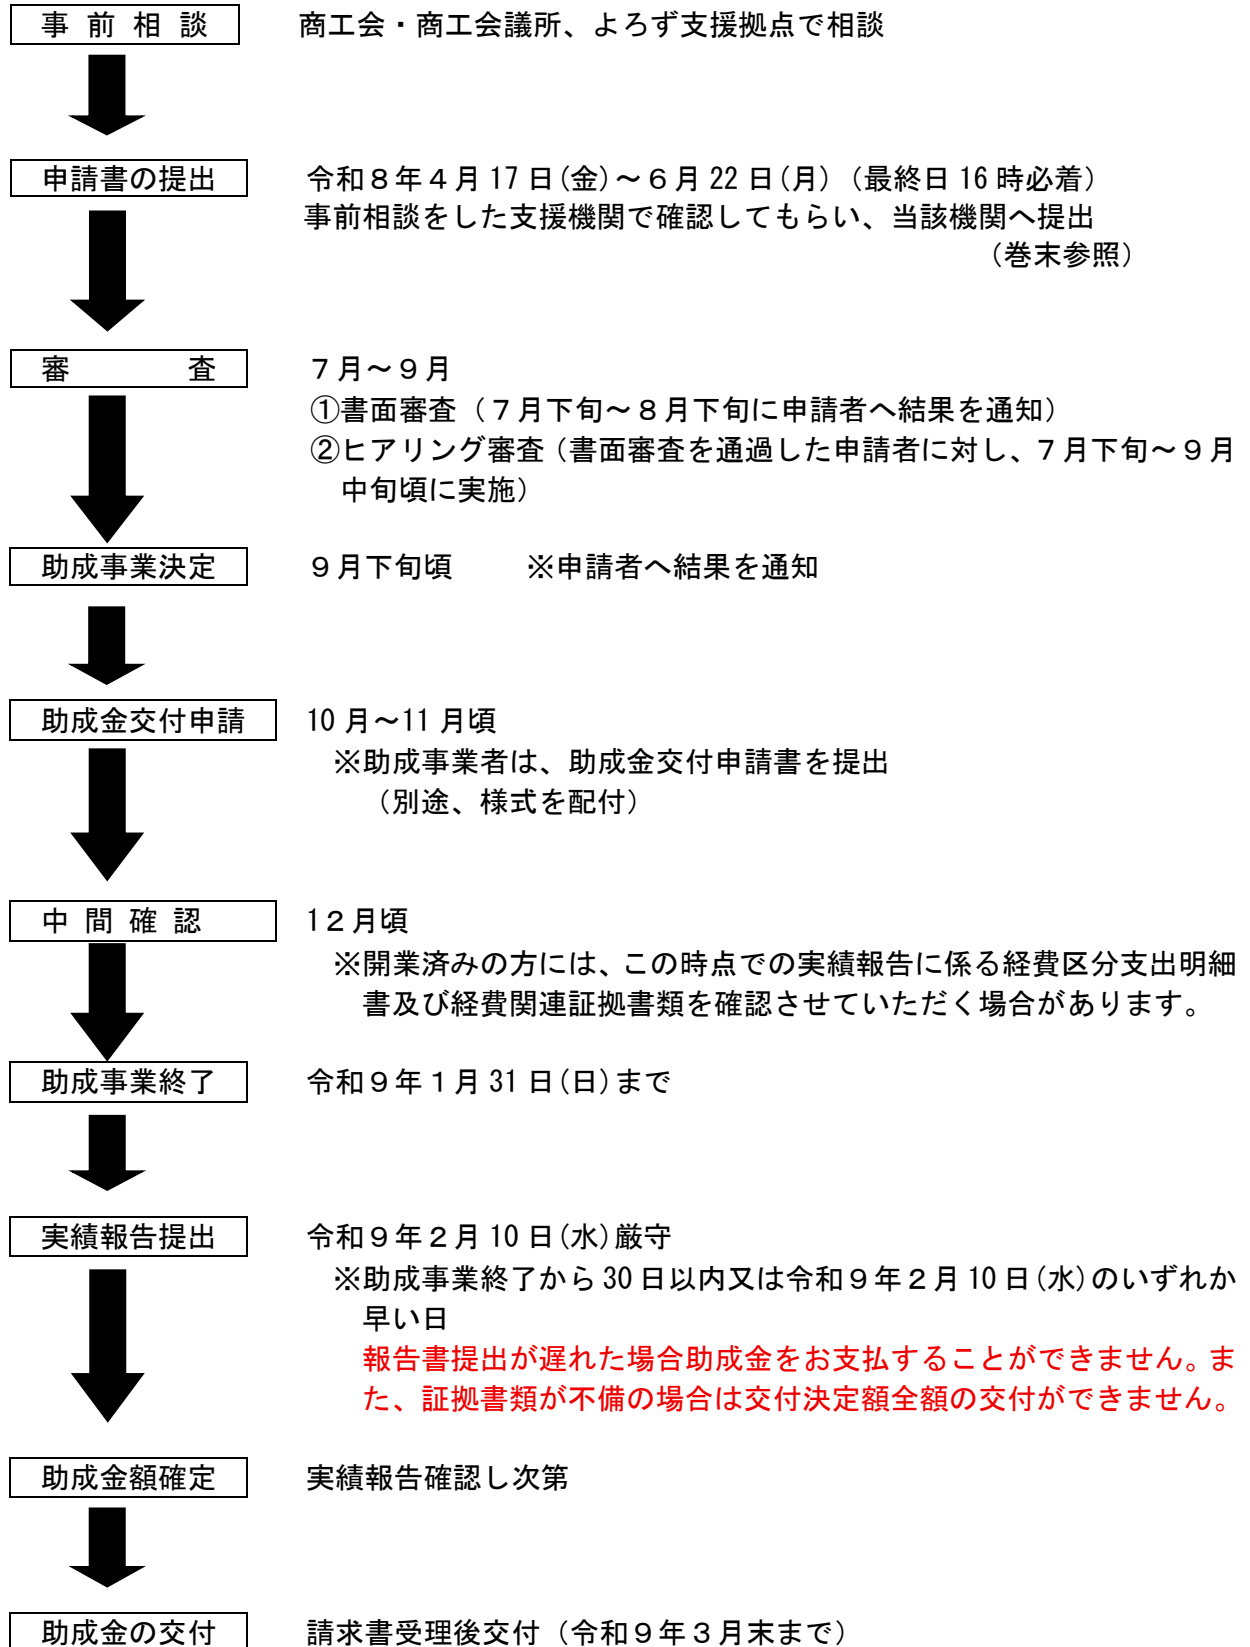 事前相談　商工会・商工会議所、よろず支援拠点で相談
申請書の提出　令和８年４月17日(金)～６月22日(月)（最終日16時必着）
事前相談をした支援機関で確認してもらい、当該機関へ提出
（巻末参照）
審査　７月～９月
①書面審査（７月下旬～８月下旬に申請者へ結果を通知）
②ヒアリング審査（書面審査を通過した申請者に対し、７月下旬～９月
中旬頃に実施）
助成事業決定　９月下旬頃　※申請者へ結果を通知
助成金交付申請　10月～11月頃
※助成事業者は、助成金交付申請書を提出
（別途、様式を配付）
中間確認　1２月頃
※開業済みの方には、この時点での実績報告に係る経費区分支出明細
書及び経費関連証拠書類を確認させていただく場合があります。
助成事業終了　令和９年１月31日(日)まで
実績報告提出　令和９年２月10日(水)厳守
※助成事業終了から30日以内又は令和９年２月10日(水)のいずれか
早い日
報告書提出が遅れた場合助成金をお支払することができません。ま
た、証拠書類が不備の場合は交付決定額全額の交付ができません。
助成金額確定　実績報告確認し次第
助成金の交付　請求書受理後交付（令和９年３月末まで）